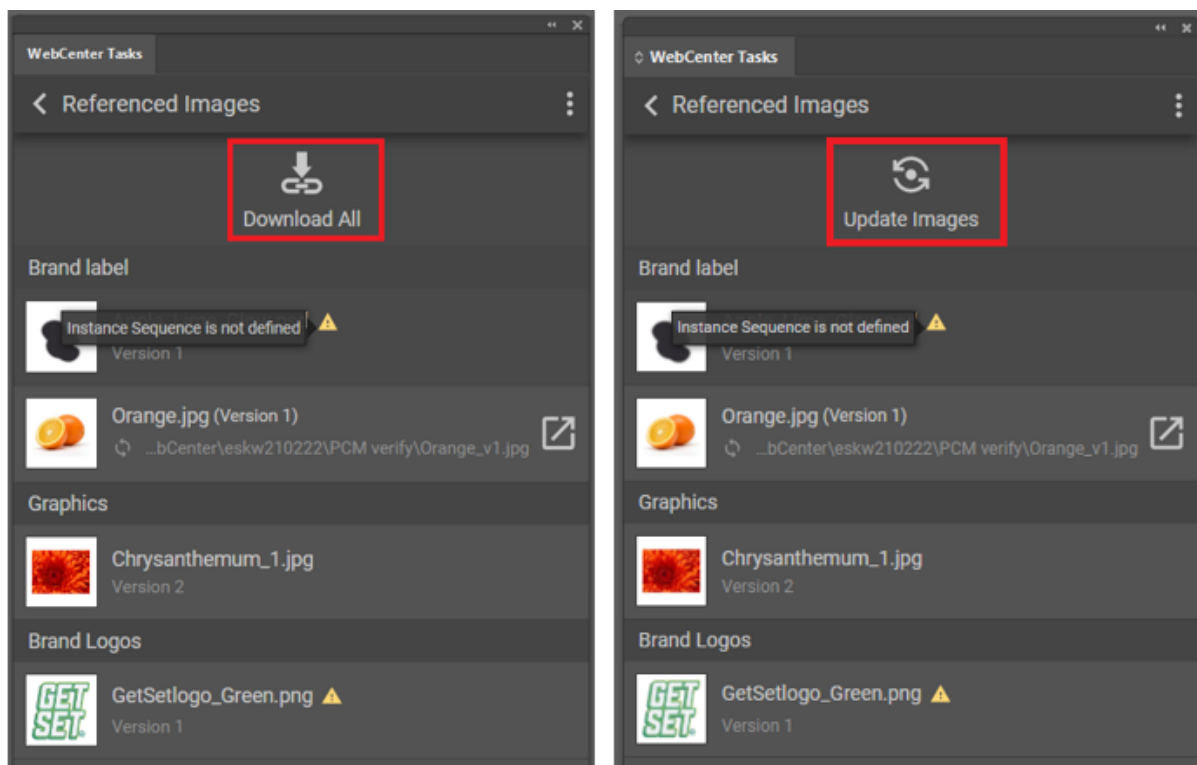 WebCenter Tasks
Referenced Images
Download All
Brand label
Instance Sequence is not defined
Version 1
Orange.jpg (Version 1)
...bCenter\eskw210222\PCM verify\Orange_v1.jpg
Graphics
Chrysanthemum_1.jpg
Version 2
Brand Logos
GET
SET.
GetSetlogo_Green.png
Version 1
WebCenter Tasks
Referenced Images
Update Images
Brand label
Instance Sequence is not defined
Version 1
Orange.jpg (Version 1)
...bCenter\eskw210222\PCM verify\Orange_v1.jpg
Graphics
Chrysanthemum_1.jpg
Version 2
Brand Logos
GET
SET.
GetSetlogo_Green.png
Version 1